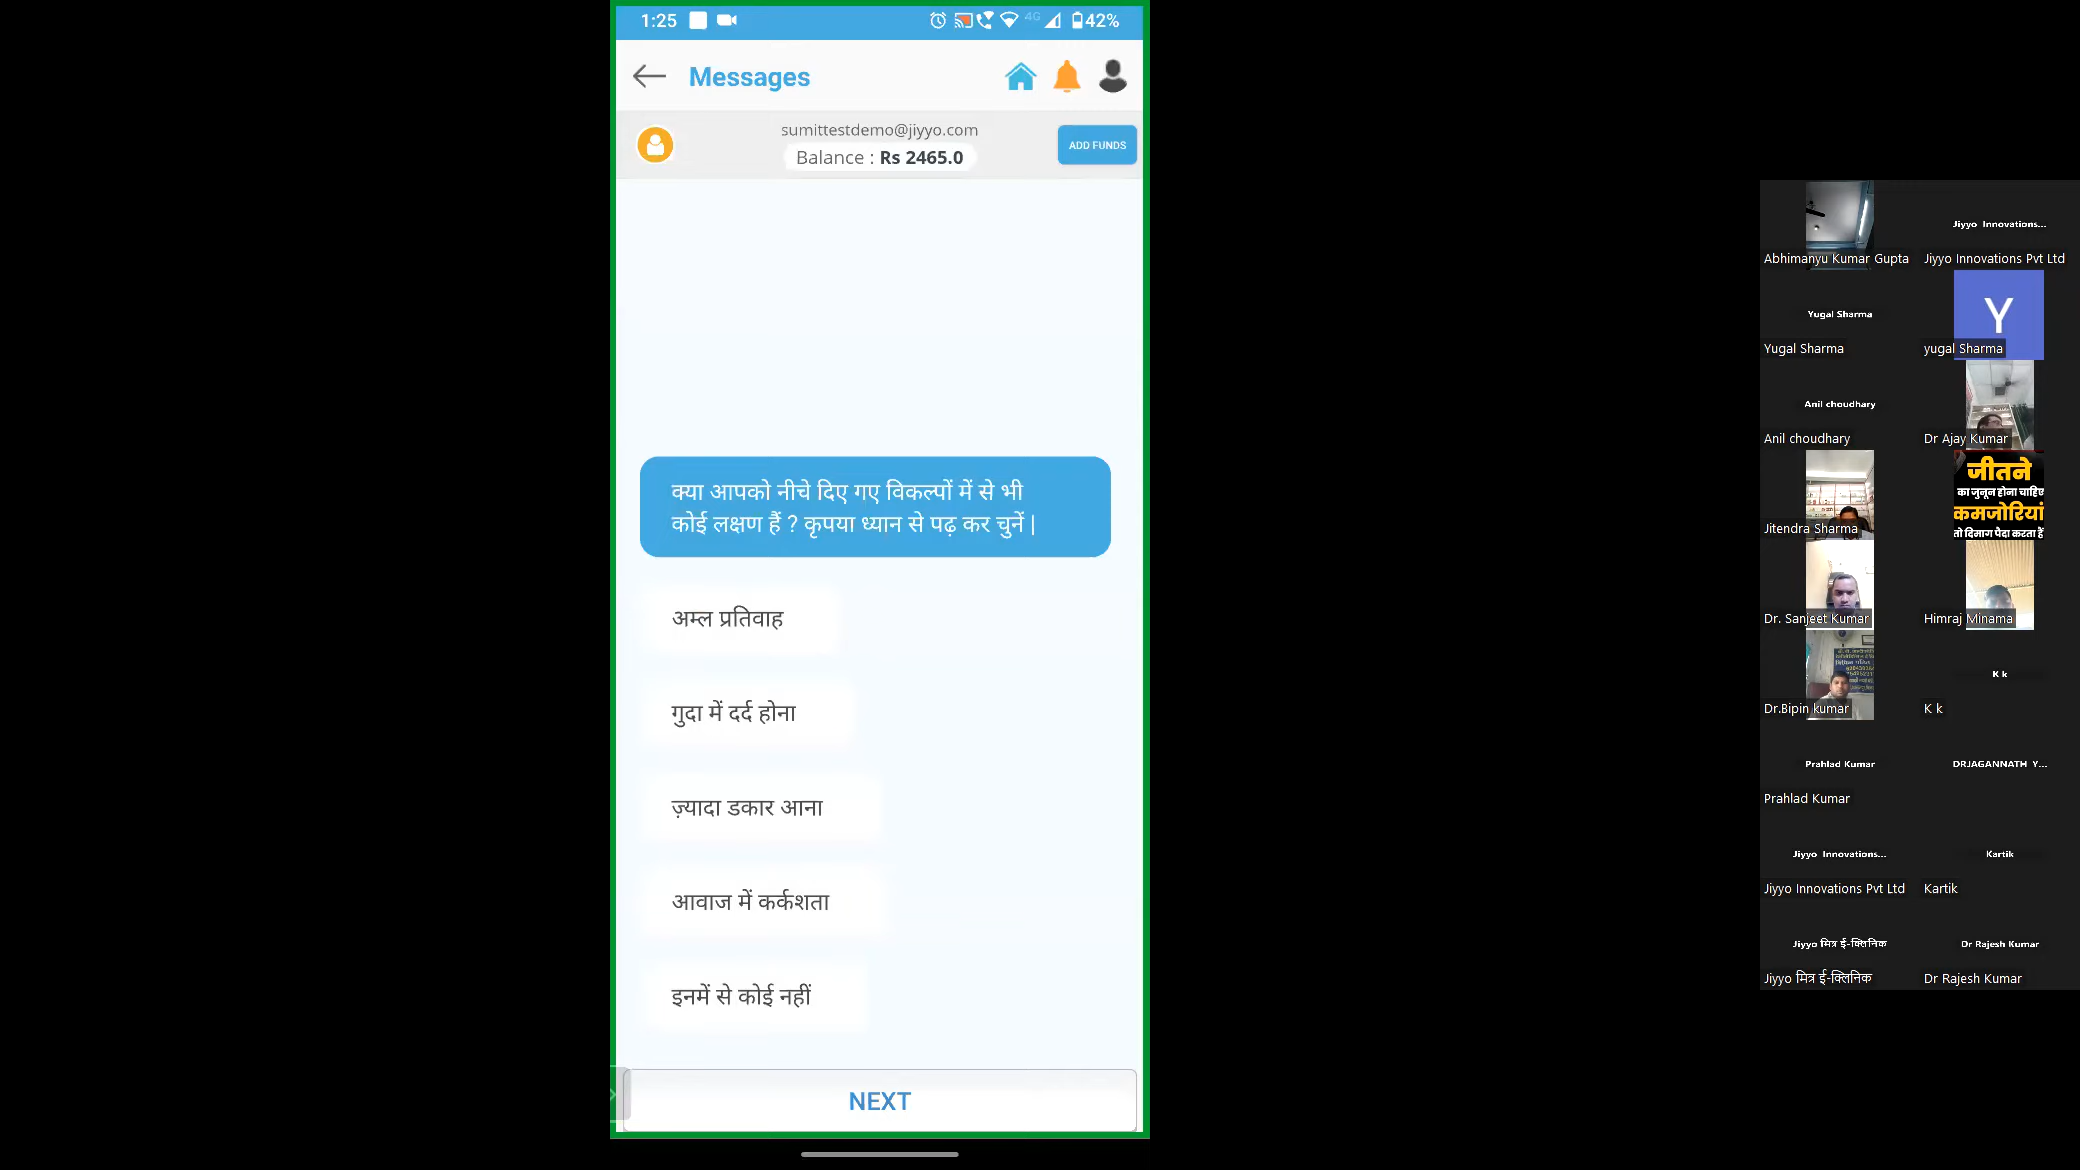 1:25
4G
42%
Messages
sumittestdemo@jiyyo.com
Balance : Rs 2465.0
ADD FUNDS
क्या आपको नीचे दिए गए विकल्पों में से भी
कोई लक्षण हैं ? कृपया ध्यान से पढ़ कर चुनें |
अम्ल प्रतिवाह
गुदा में दर्द होना
ज़्यादा डकार आना
आवाज में कर्कशता
इनमें से कोई नहीं
NEXT
Abhimanyu Kumar Gupta
Jiyyo Innovations...
Jiyyo Innovations Pvt Ltd
Yugal Sharma
Yugal Sharma
Y
yugal Sharma
Anil choudhary
Anil choudhary
Dr Ajay Kumar
Jitendra Sharma
जीतने
का जुनून होना चाहिए
कमजोरियां
तो दिमाग पैदा करता हैं
Dr. Sanjeet Kumar
Himraj Minama
Dr.Bipin kumar
K k
K k
Prahlad Kumar
Prahlad Kumar
DRJAGANNATH Y...
Jiyyo Innovations...
Jiyyo Innovations Pvt Ltd
Kartik
Kartik
Jiyyo मित्र ई-क्लिनिक
Jiyyo मित्र ई-क्लिनिक
Dr Rajesh Kumar
Dr Rajesh Kumar